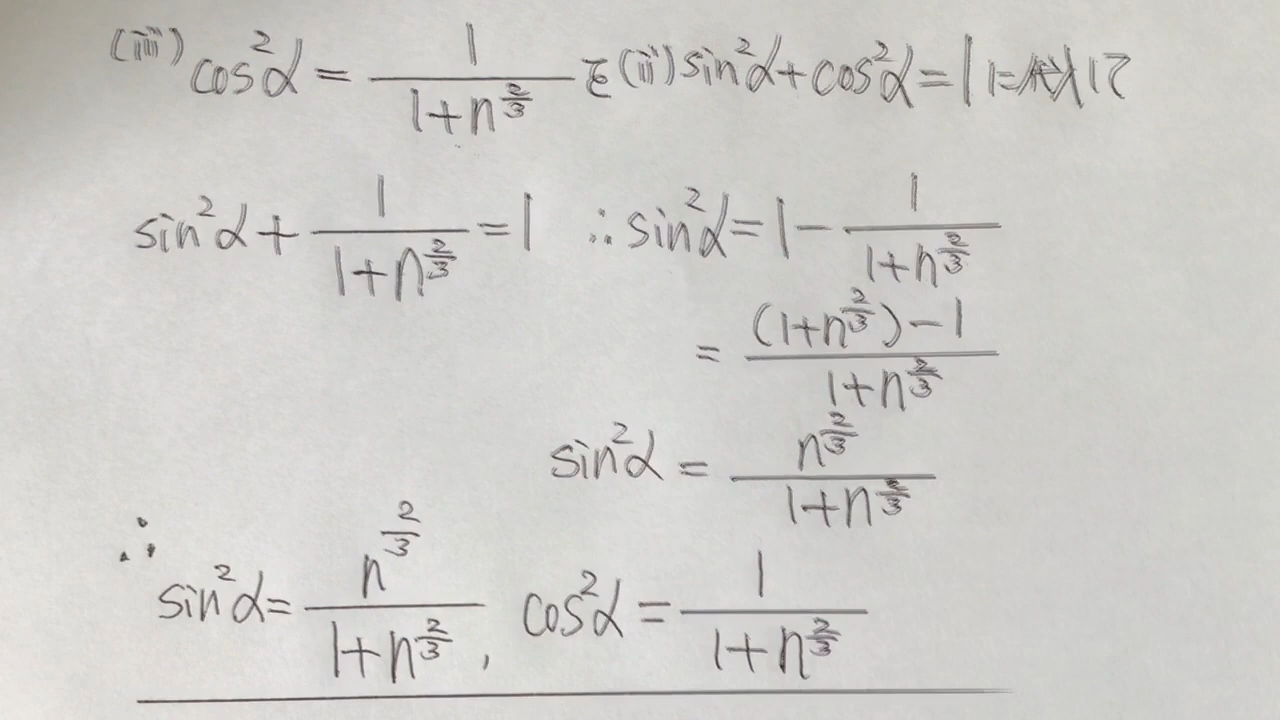 (iii) cos²α = 1/(1+n^(2/3)) を (ii) sin²α+cos²α=1 に代入して
sin²α + 1/(1+n^(2/3)) = 1 ∴ sin²α = 1 − 1/(1+n^(2/3))
= ((1+n^(2/3))−1)/(1+n^(2/3))
sin²α = n^(2/3)/(1+n^(2/3))
∴
sin²α = n^(2/3)/(1+n^(2/3)), cos²α = 1/(1+n^(2/3))